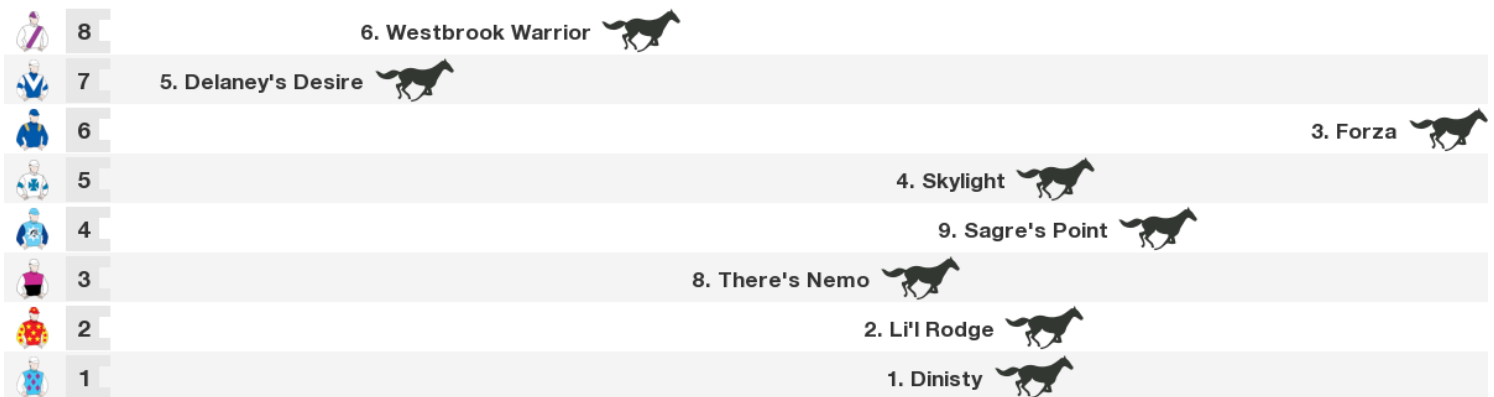 8 6. Westbrook Warrior
7 5. Delaney's Desire
6 3. Forza
5 4. Skylight
4 9. Sagre's Point
3 8. There's Nemo
2 2. Li'l Rodge
1 1. Dinisty